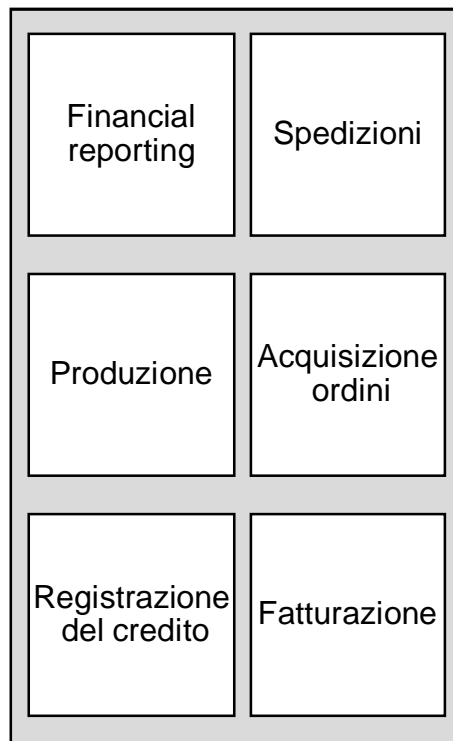 Financial
reporting
Spedizioni
Produzione
Acquisizione
ordini
Registrazione
del credito
Fatturazione